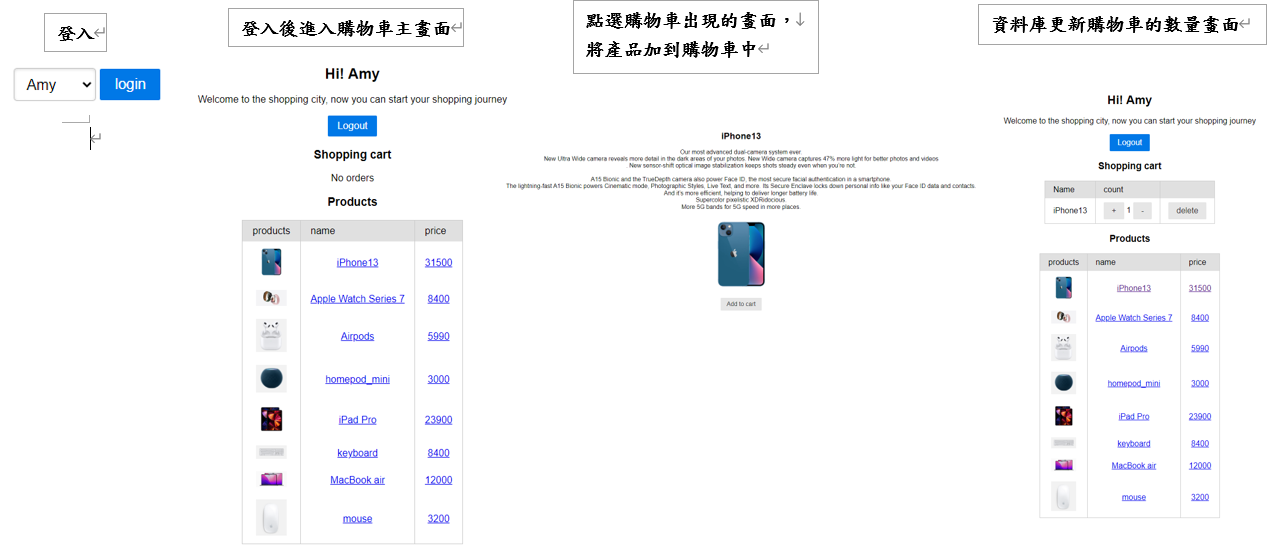 登入
Amy
login
登入後進入購物車主畫面
Hi! Amy
Welcome to the shopping city, now you can start your shopping journey
Logout
Shopping cart
No orders
Products
products name price
iPhone13 31500
Apple Watch Series 7 8400
Airpods 5990
homepod_mini 3000
iPad Pro 23900
keyboard 8400
MacBook air 12000
mouse 3200
點選購物車出現的畫面，
將產品加到購物車中
iPhone13
Our most advanced dual-camera system ever.
New Ultra Wide camera reveals more detail in the dark areas of your photos. New Wide camera captures 47% more light for better photos and videos
New sensor-shift optical image stabilization keeps shots steady even when you're not.
A15 Bionic and the TrueDepth camera also power Face ID, the most secure facial authentication in a smartphone.
The lightning-fast A15 Bionic powers Cinematic mode, Photographic Styles, Live Text, and more. Its Secure Enclave locks down personal info like your Face ID data and contacts.
And it's more efficient, helping to deliver longer battery life.
Supercolor pixelistic XDRidocious.
More 5G bands for 5G speed in more places.
Add to cart
資料庫更新購物車的數量畫面
Hi! Amy
Welcome to the shopping city, now you can start your shopping journey
Logout
Shopping cart
Name count
iPhone13 + 1 - delete
Products
products name price
iPhone13 31500
Apple Watch Series 7 8400
Airpods 5990
homepod_mini 3000
iPad Pro 23900
keyboard 8400
MacBook air 12000
mouse 3200